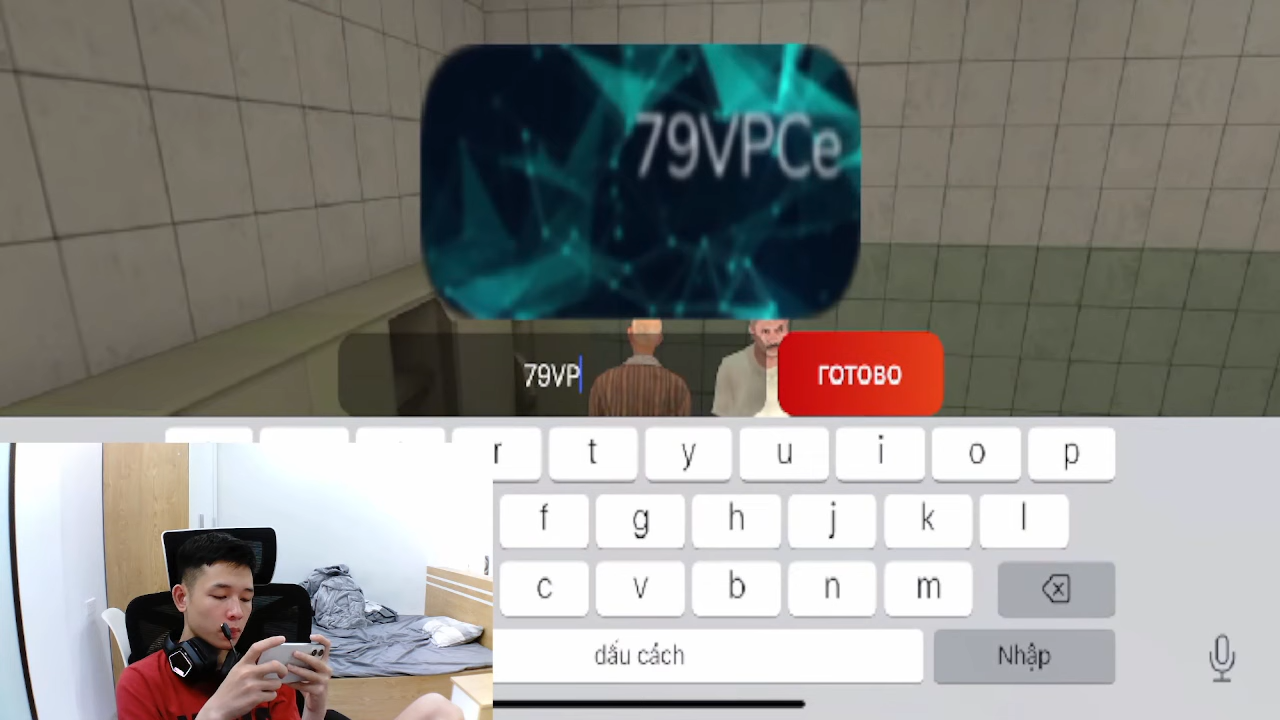 79VPCe
79VP
ГОТОВО
r t y u i o p
f g h j k l
c v b n m
dấu cách
Nhập